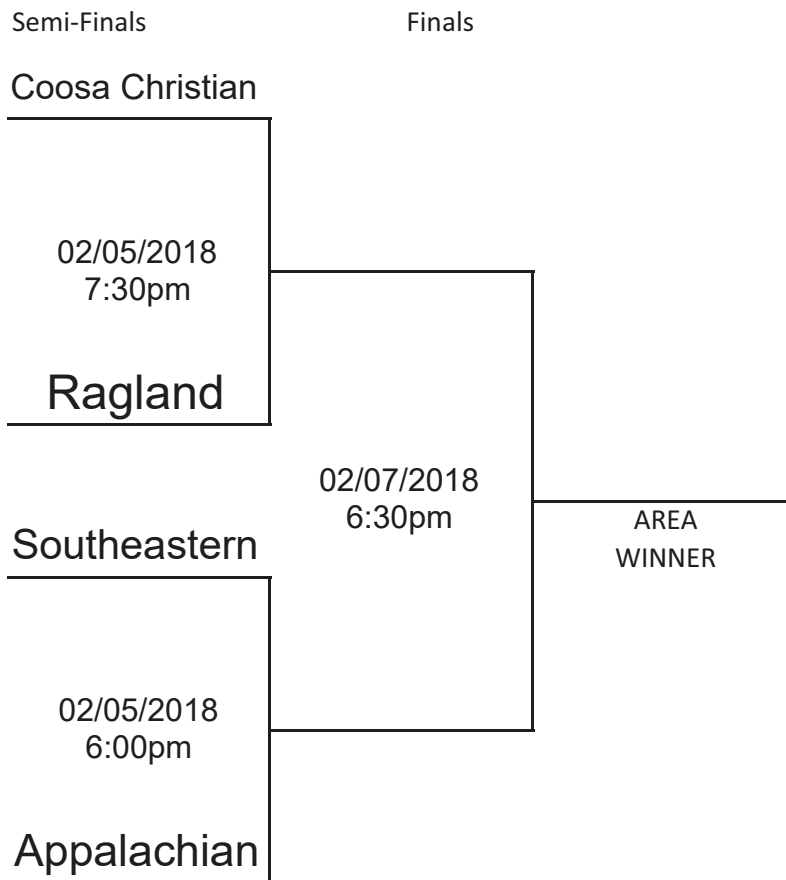 Semi-Finals
Finals
Coosa Christian
02/05/2018
7:30pm
Ragland
02/07/2018
6:30pm
AREA
WINNER
Southeastern
02/05/2018
6:00pm
Appalachian